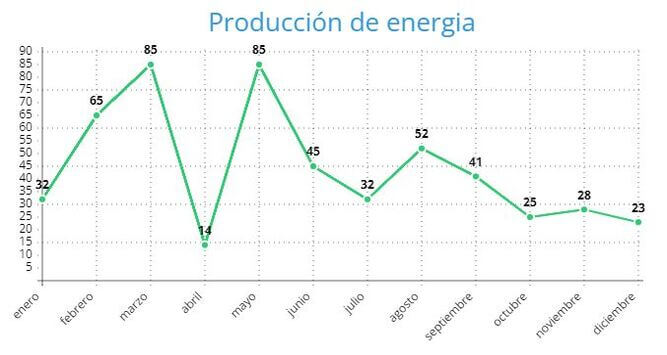 Producción de energia
90
85
80
75
70
65
60
55
50
45
40
35
30
25
20
15
10
5
32
65
85
14
85
45
32
52
41
25
28
23
enero
febrero
marzo
abril
mayo
junio
julio
agosto
septiembre
octubre
noviembre
diciembre